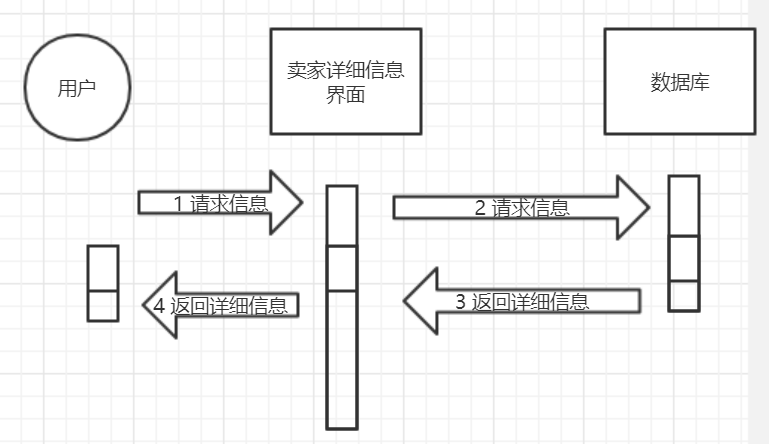 用户
卖家详细信息
界面
数据库
1 请求信息
2 请求信息
4 返回详细信息
3 返回详细信息